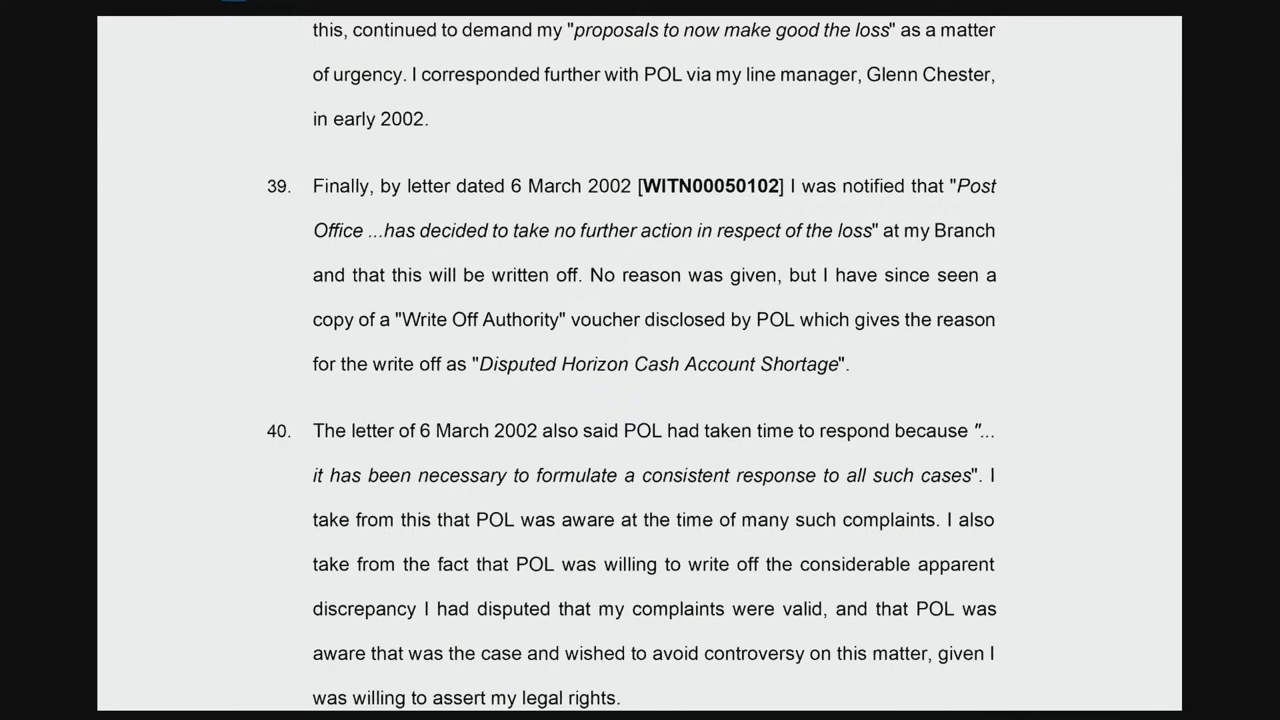 this, continued to demand my "proposals to now make good the loss" as a matter
of urgency. I corresponded further with POL via my line manager, Glenn Chester,
in early 2002.
39. Finally, by letter dated 6 March 2002 [WITN00050102] I was notified that "Post
Office ...has decided to take no further action in respect of the loss" at my Branch
and that this will be written off. No reason was given, but I have since seen a
copy of a "Write Off Authority" voucher disclosed by POL which gives the reason
for the write off as "Disputed Horizon Cash Account Shortage".
40. The letter of 6 March 2002 also said POL had taken time to respond because "...
it has been necessary to formulate a consistent response to all such cases". I
take from this that POL was aware at the time of many such complaints. I also
take from the fact that POL was willing to write off the considerable apparent
discrepancy I had disputed that my complaints were valid, and that POL was
aware that was the case and wished to avoid controversy on this matter, given I
was willing to assert my legal rights.